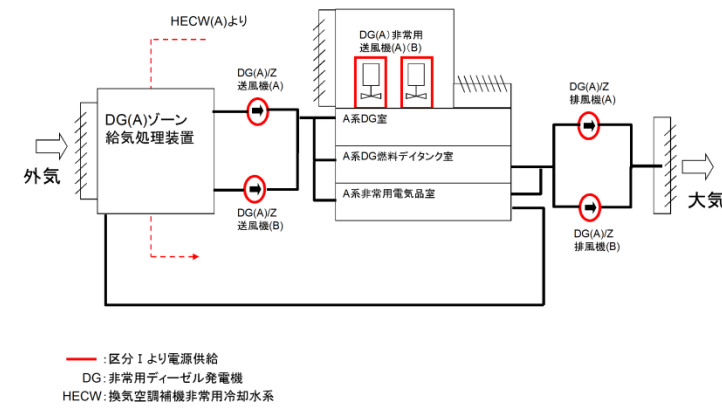 HECW(A)より
DG(A)非常用
送風機(A)(B)
DG(A)/Z
送風機(A)
DG(A)/Z
排風機(A)
DG(A)ゾーン
給気処理装置
A系DG室
A系DG燃料デイタンク室
A系非常用電気品室
外気
大気
DG(A)/Z
送風機(B)
DG(A)/Z
排風機(B)
:区分Ⅰより電源供給
DG:非常用ディーゼル発電機
HECW:換気空調補機非常用冷却水系